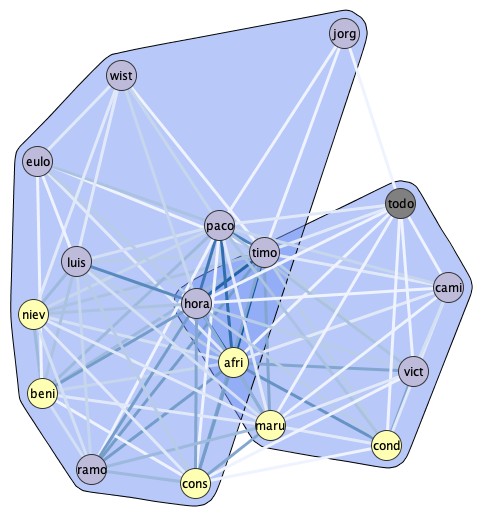 jorg
wist
eulo
todo
paco
timo
luis
cami
hora
niev
afri
vict
beni
maru
cond
ramo
cons